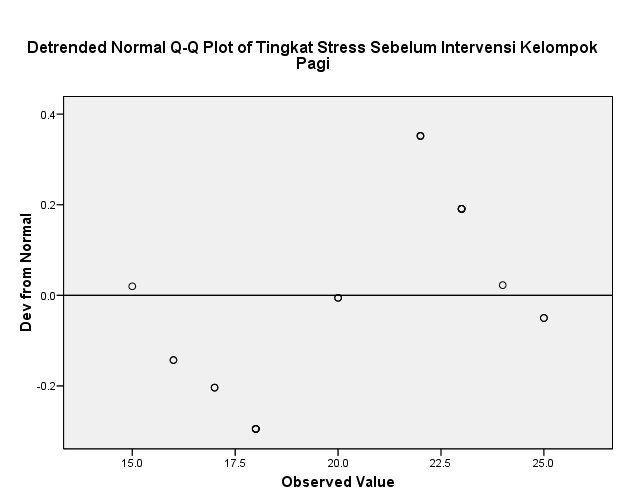 Detrended Normal Q-Q Plot of Tingkat Stress Sebelum Intervensi Kelompok
Pagi
Dev from Normal
0.4
0.2
0.0
-0.2
15.0
17.5
20.0
22.5
25.0
Observed Value